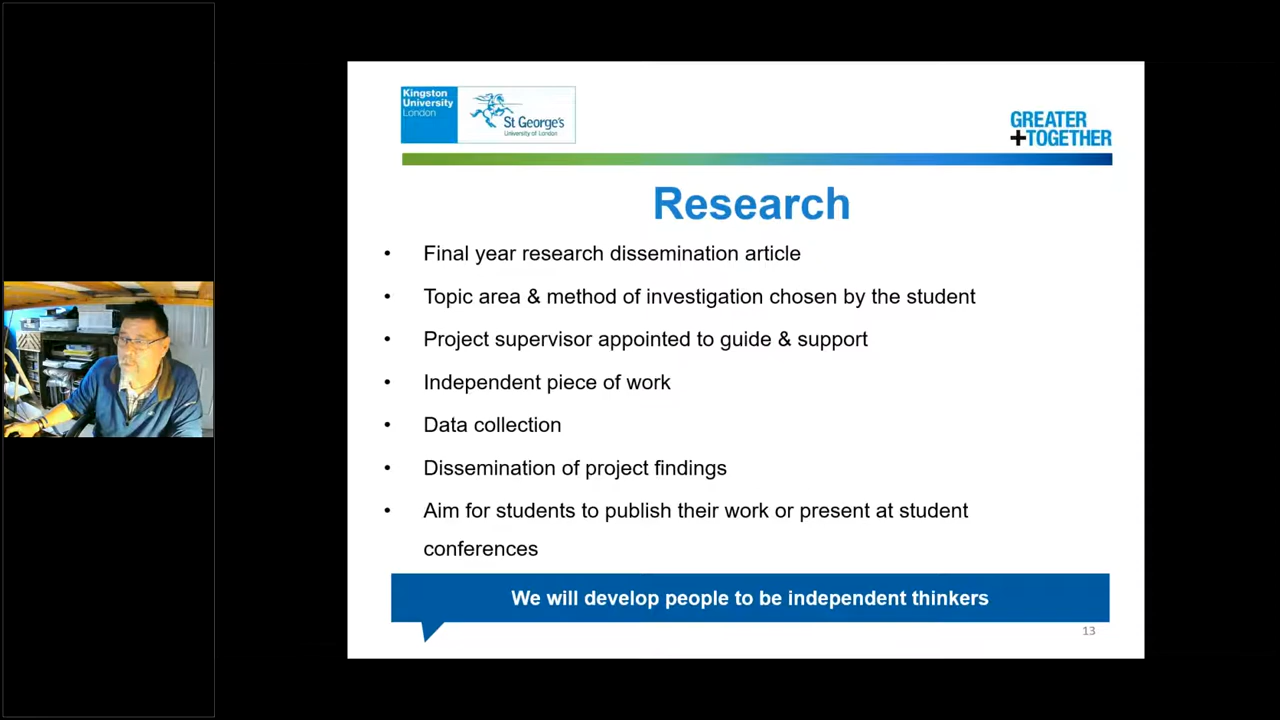 Kingston
University
London
St George's
University of London
GREATER
+TOGETHER
Research
• Final year research dissemination article
• Topic area & method of investigation chosen by the student
• Project supervisor appointed to guide & support
• Independent piece of work
• Data collection
• Dissemination of project findings
• Aim for students to publish their work or present at student
conferences
We will develop people to be independent thinkers
13